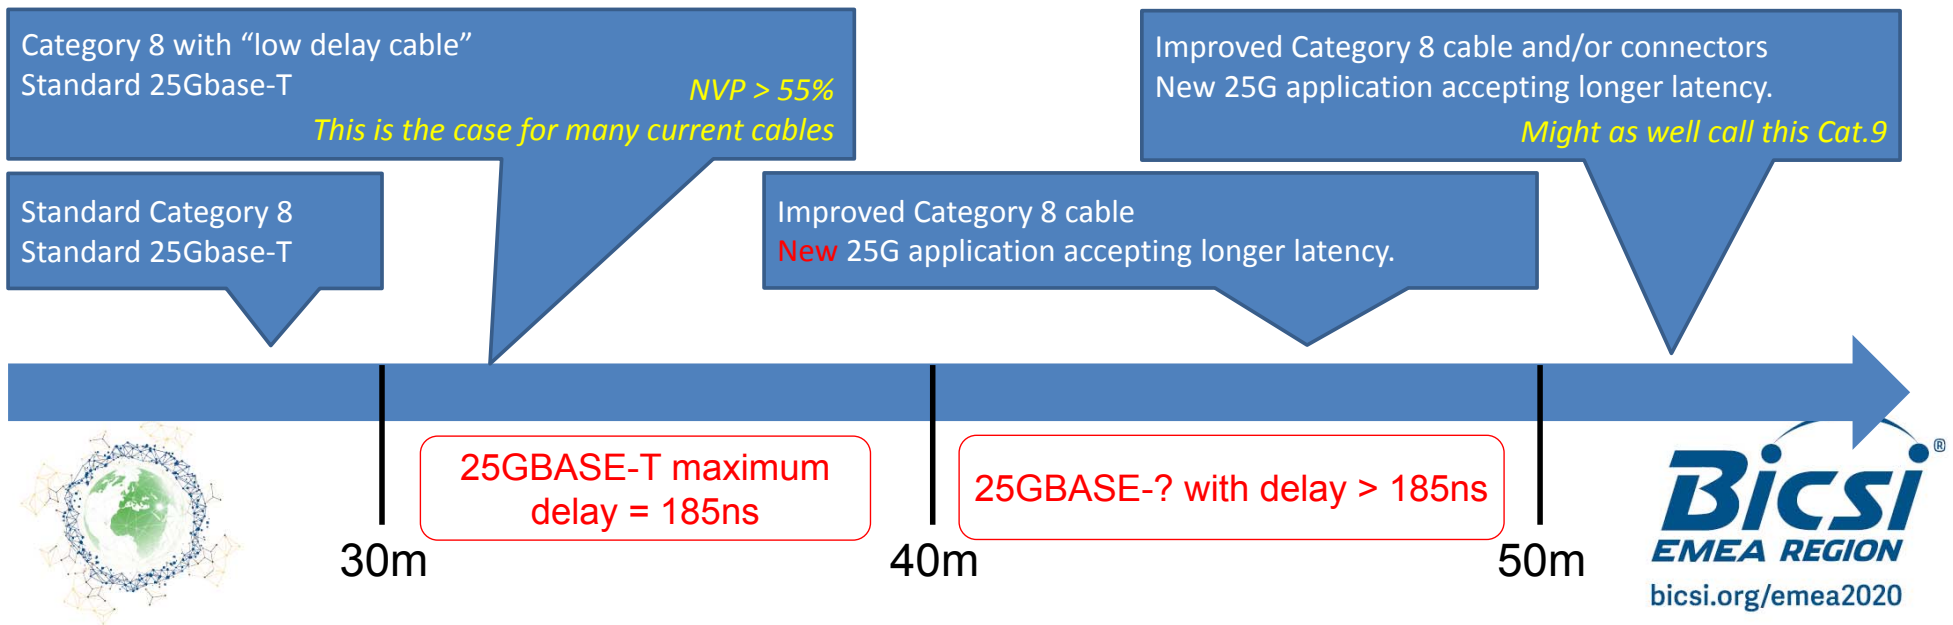 Category 8 with “low delay cable”
Standard 25Gbase-T
NVP > 55%
This is the case for many current cables
Improved Category 8 cable and/or connectors
New 25G application accepting longer latency.
Might as well call this Cat.9
Standard Category 8
Standard 25Gbase-T
Improved Category 8 cable
New 25G application accepting longer latency.
25GBASE-T maximum
delay = 185ns
25GBASE-? with delay > 185ns
30m
40m
50m
Bicsi®
EMEA REGION
bicsi.org/emea2020